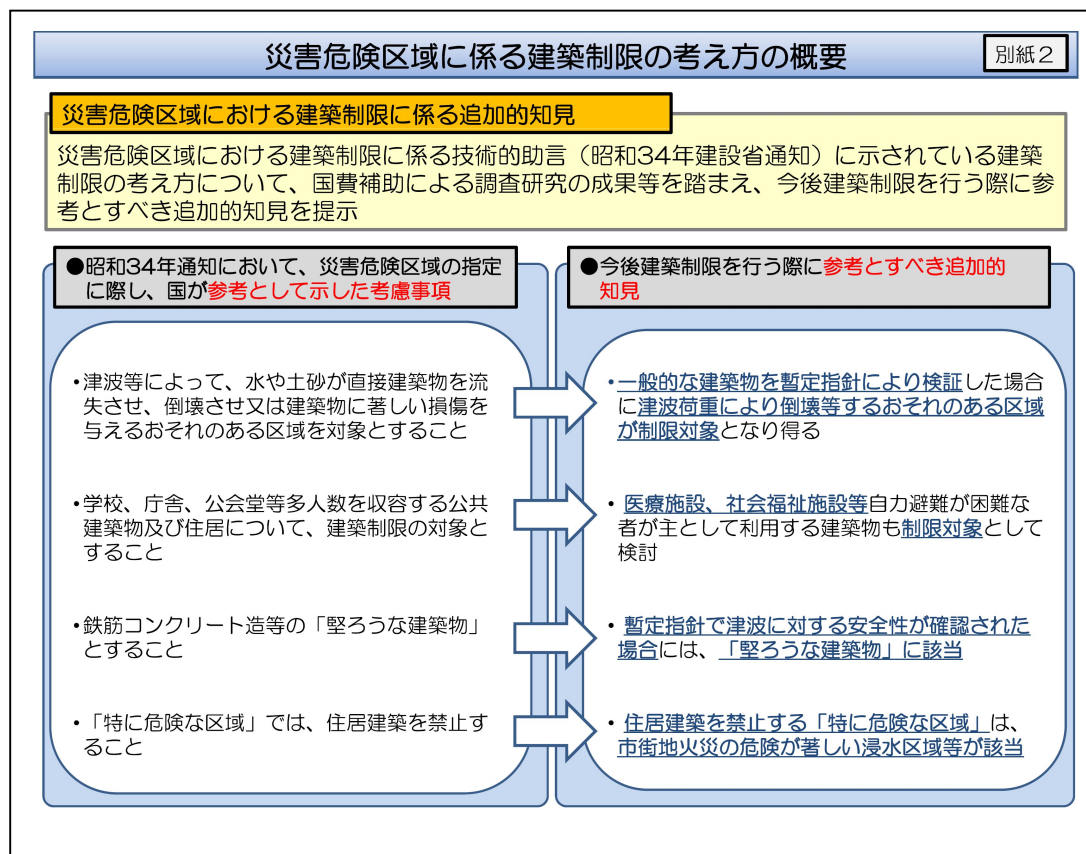 災害危険区域に係る建築制限の考え方の概要
別紙2
災害危険区域における建築制限に係る追加的知見
災害危険区域における建築制限に係る技術的助言（昭和34年建設省通知）に示されている建築
制限の考え方について、国費補助による調査研究の成果等を踏まえ、今後建築制限を行う際に参
考とすべき追加的知見を提示
●昭和34年通知において、災害危険区域の指定
に際し、国が参考として示した考慮事項
・津波等によって、水や土砂が直接建築物を流
失させ、倒壊させ又は建築物に著しい損傷を
与えるおそれのある区域を対象とすること
・学校、庁舎、公会堂等多人数を収容する公共
建築物及び住居について、建築制限の対象と
すること
・鉄筋コンクリート造等の「堅ろうな建築物」
とすること
・「特に危険な区域」では、住居建築を禁止す
ること
●今後建築制限を行う際に参考とすべき追加的
知見
・一般的な建築物を暫定指針により検証した場合
に津波荷重により倒壊等するおそれのある区域
が制限対象となり得る
・医療施設、社会福祉施設等自力避難が困難な
者が主として利用する建築物も制限対象として
検討
・暫定指針で津波に対する安全性が確認された
場合には、「堅ろうな建築物」に該当
・住居建築を禁止する「特に危険な区域」は、
市街地火災の危険が著しい浸水区域等が該当